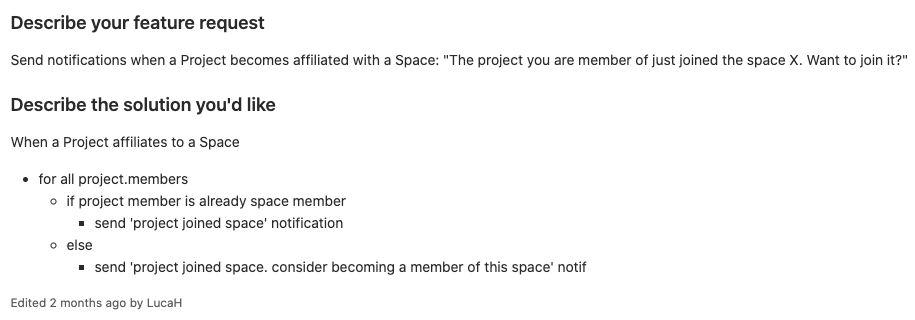 Describe your feature request
Send notifications when a Project becomes affiliated with a Space: "The project you are member of just joined the space X. Want to join it?"
Describe the solution you'd like
When a Project affiliates to a Space
• for all project.members
◦ if project member is already space member
▪ send 'project joined space' notification
◦ else
▪ send 'project joined space. consider becoming a member of this space' notif
Edited 2 months ago by LucaH